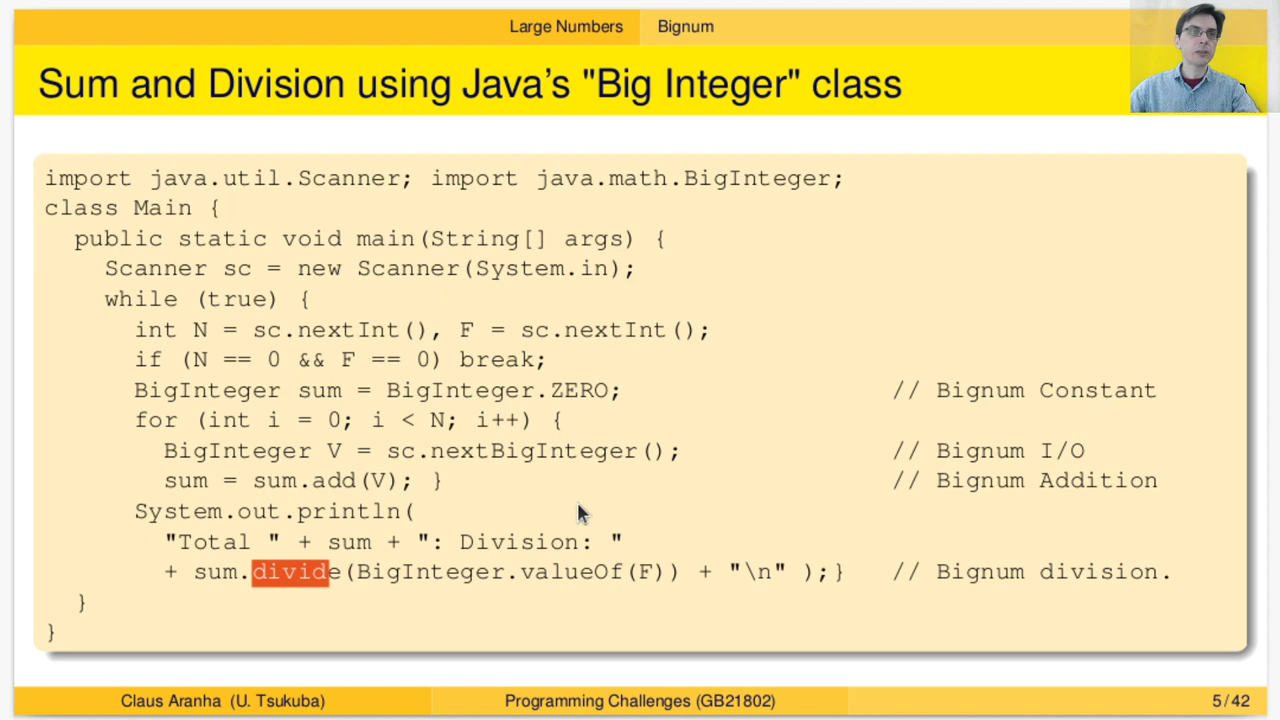 Large Numbers Bignum
Sum and Division using Java's "Big Integer" class
import java.util.Scanner; import java.math.BigInteger;
class Main {
public static void main(String[] args) {
Scanner sc = new Scanner(System.in);
while (true) {
int N = sc.nextInt(), F = sc.nextInt();
if (N == 0 && F == 0) break;
BigInteger sum = BigInteger.ZERO; // Bignum Constant
for (int i = 0; i < N; i++) {
BigInteger V = sc.nextBigInteger(); // Bignum I/O
sum = sum.add(V); } // Bignum Addition
System.out.println(
"Total " + sum + ": Division: "
+ sum.divide(BigInteger.valueOf(F)) + "\n" );} // Bignum division.
}
}
Claus Aranha (U. Tsukuba) Programming Challenges (GB21802) 5 / 42